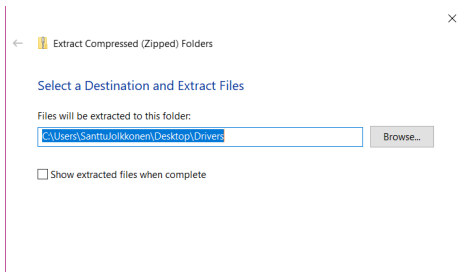 Extract Compressed (Zipped) Folders
Select a Destination and Extract Files
Files will be extracted to this folder:
C:\Users\SanttuJolkkonen\Desktop\Drivers
Browse...
Show extracted files when complete